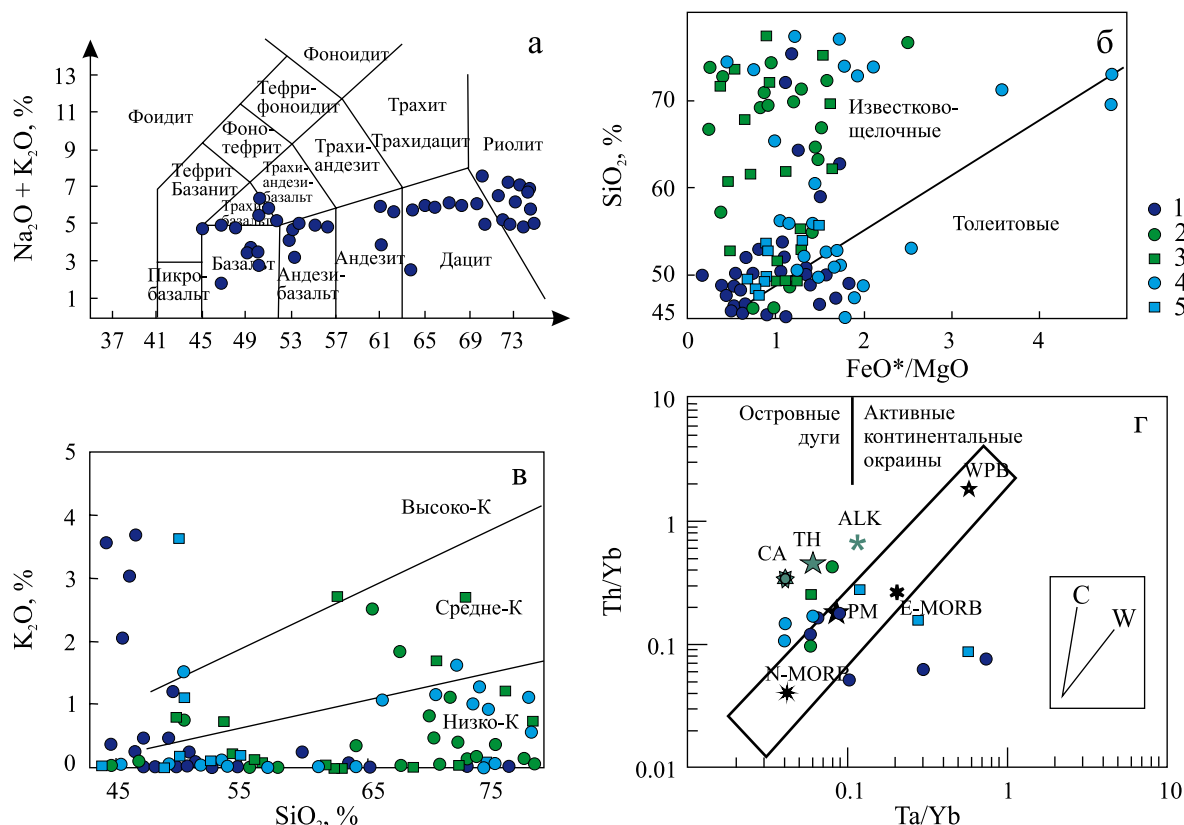 а
Na₂O + K₂O, %
13
11
9
7
5
3
1
37 41 45 49 53 57 61 65 69 73
Фоидит
Фоноидит
Тефри-
фоноидит
Фоно-
тефрит
Тефрит
Базанит
Трахит
Трахидацит
Трахи-
андезит
Трахи-
андези-
базальт
Трахи-
базальт
Риолит
Пикро-
базальт
Базальт
Андези-
базальт
Андезит
Дацит
б
SiO₂, %
70
60
50
45
0 1 2 3 4
FeO*/MgO
Известково-
щелочные
Толеитовые
1
2
3
4
5
в
K₂O, %
5
4
3
2
1
0
45 55 65 75
SiO₂, %
Высоко-К
Средне-К
Низко-К
г
Th/Yb
10
1
0.1
0.01
0.1 1 10
Ta/Yb
Островные
дуги
Активные
континентальные
окраины
WPB
ALK
TH
CA
PM
E-MORB
N-MORB
C
W